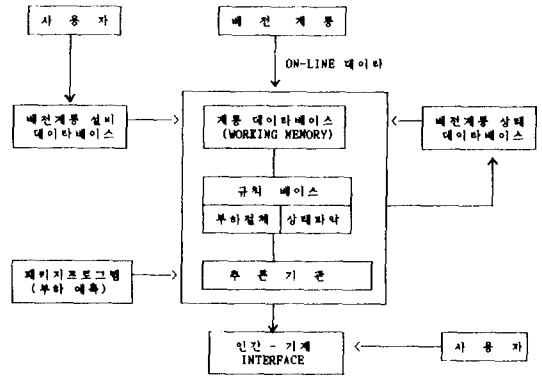 사용자
배전계통
ON-LINE 데이타
배전계통 설비
데이타베이스
계통 데이타베이스
(WORKING MEMORY)
배전계통 상태
데이타베이스
규칙 베이스
부하절체
상태파악
패키지프로그램
(부하 예측)
추론기관
인간 - 기계
INTERFACE
사용자